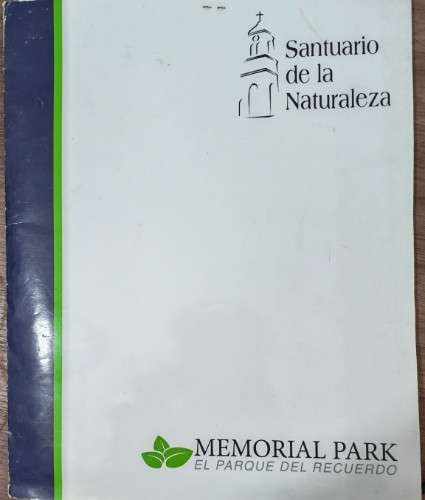 Santuario
de la
Naturaleza
MEMORIAL PARK
EL PARQUE DEL RECUERDO